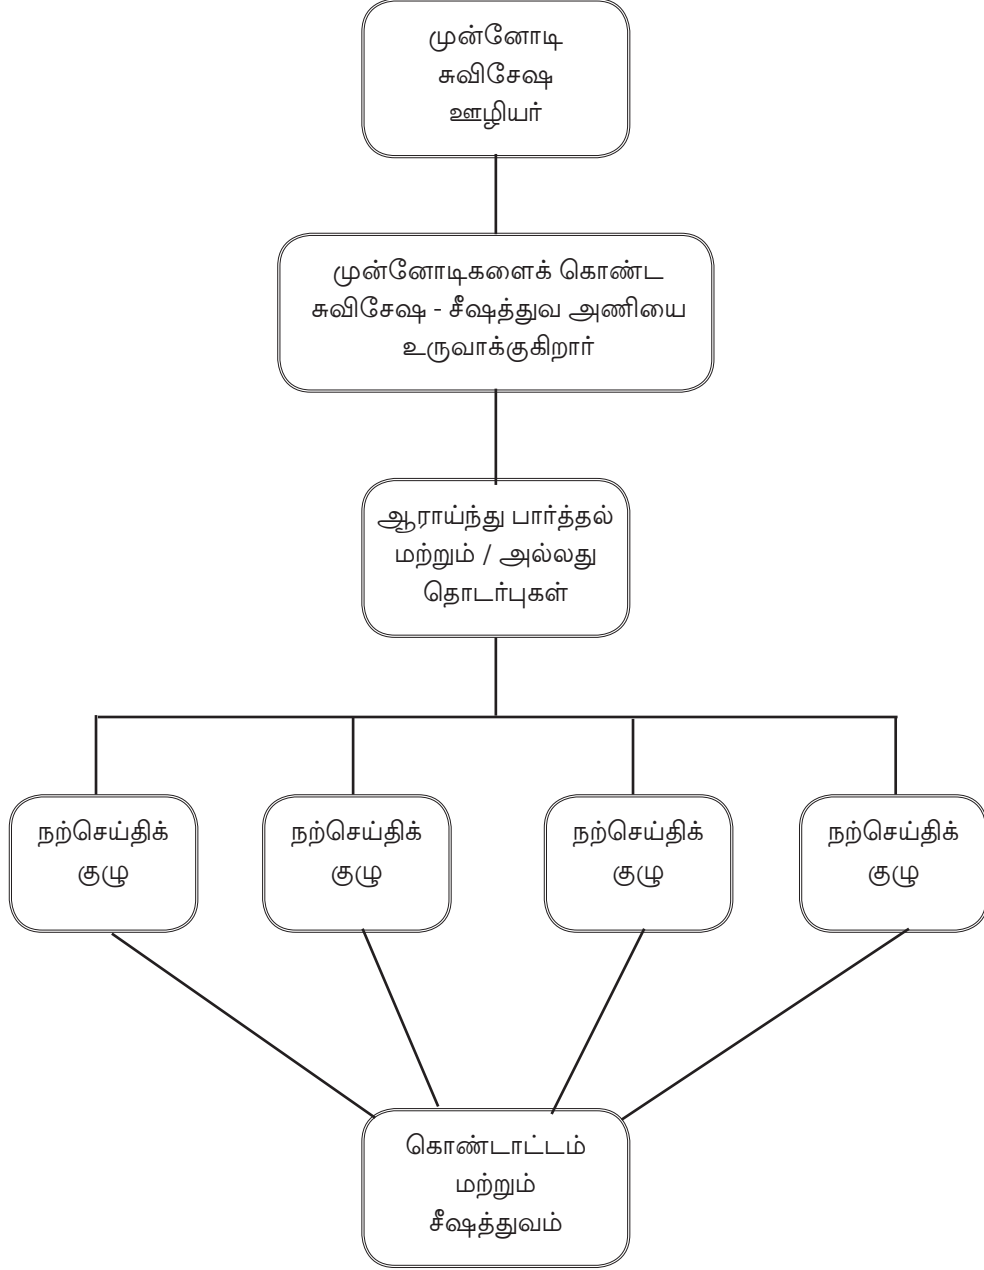 முன்னோடி
சுவிசேஷ
ஊழியர்
முன்னோடிகளைக் கொண்ட
சுவிசேஷ - சீஷத்துவ அணியை
உருவாக்குகிறார்
ஆராய்ந்து பார்த்தல்
மற்றும் / அல்லது
தொடர்புகள்
நற்செய்திக்
குழு
நற்செய்திக்
குழு
நற்செய்திக்
குழு
நற்செய்திக்
குழு
கொண்டாட்டம்
மற்றும்
சீஷத்துவம்